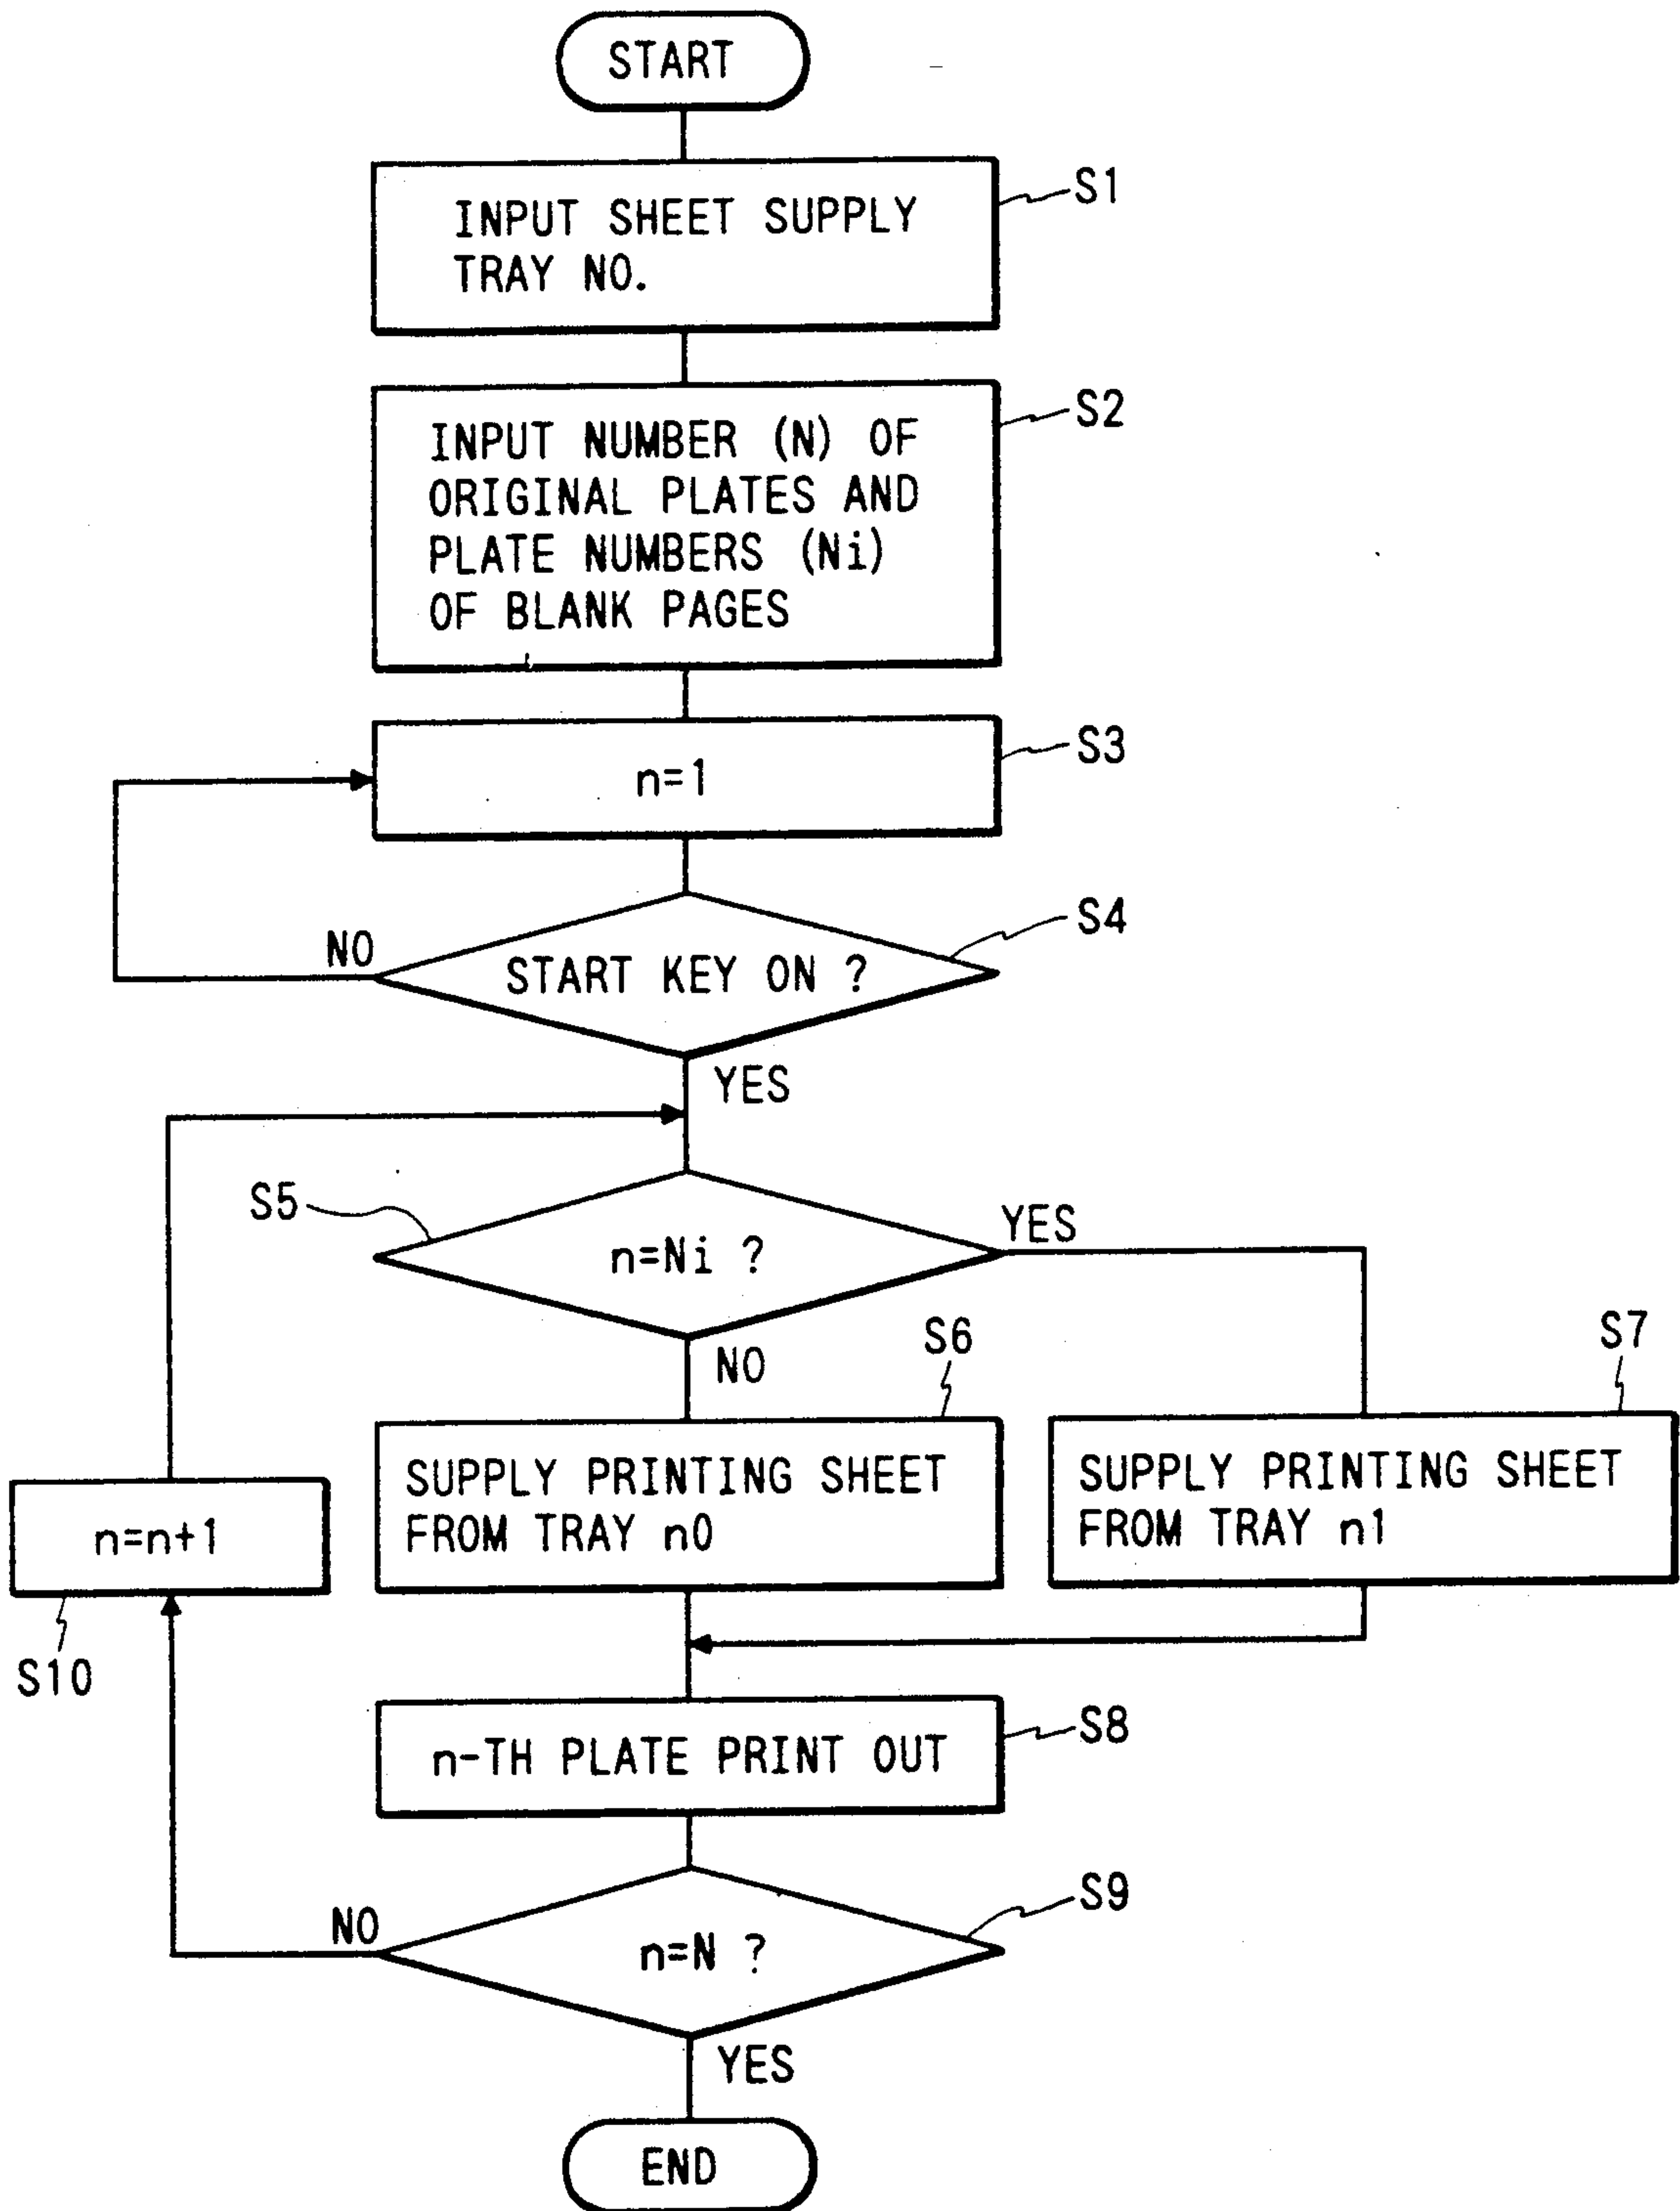 START
S1
INPUT SHEET SUPPLY
TRAY NO.
S2
INPUT NUMBER (N) OF
ORIGINAL PLATES AND
PLATE NUMBERS (Ni)
OF BLANK PAGES
S3
n=1
S4
NO
START KEY ON ?
YES
S5
YES
n=Ni ?
S6
S7
NO
SUPPLY PRINTING SHEET
FROM TRAY n0
SUPPLY PRINTING SHEET
FROM TRAY n1
n=n+1
S10
S8
n-TH PLATE PRINT OUT
S9
NO
n=N ?
YES
END